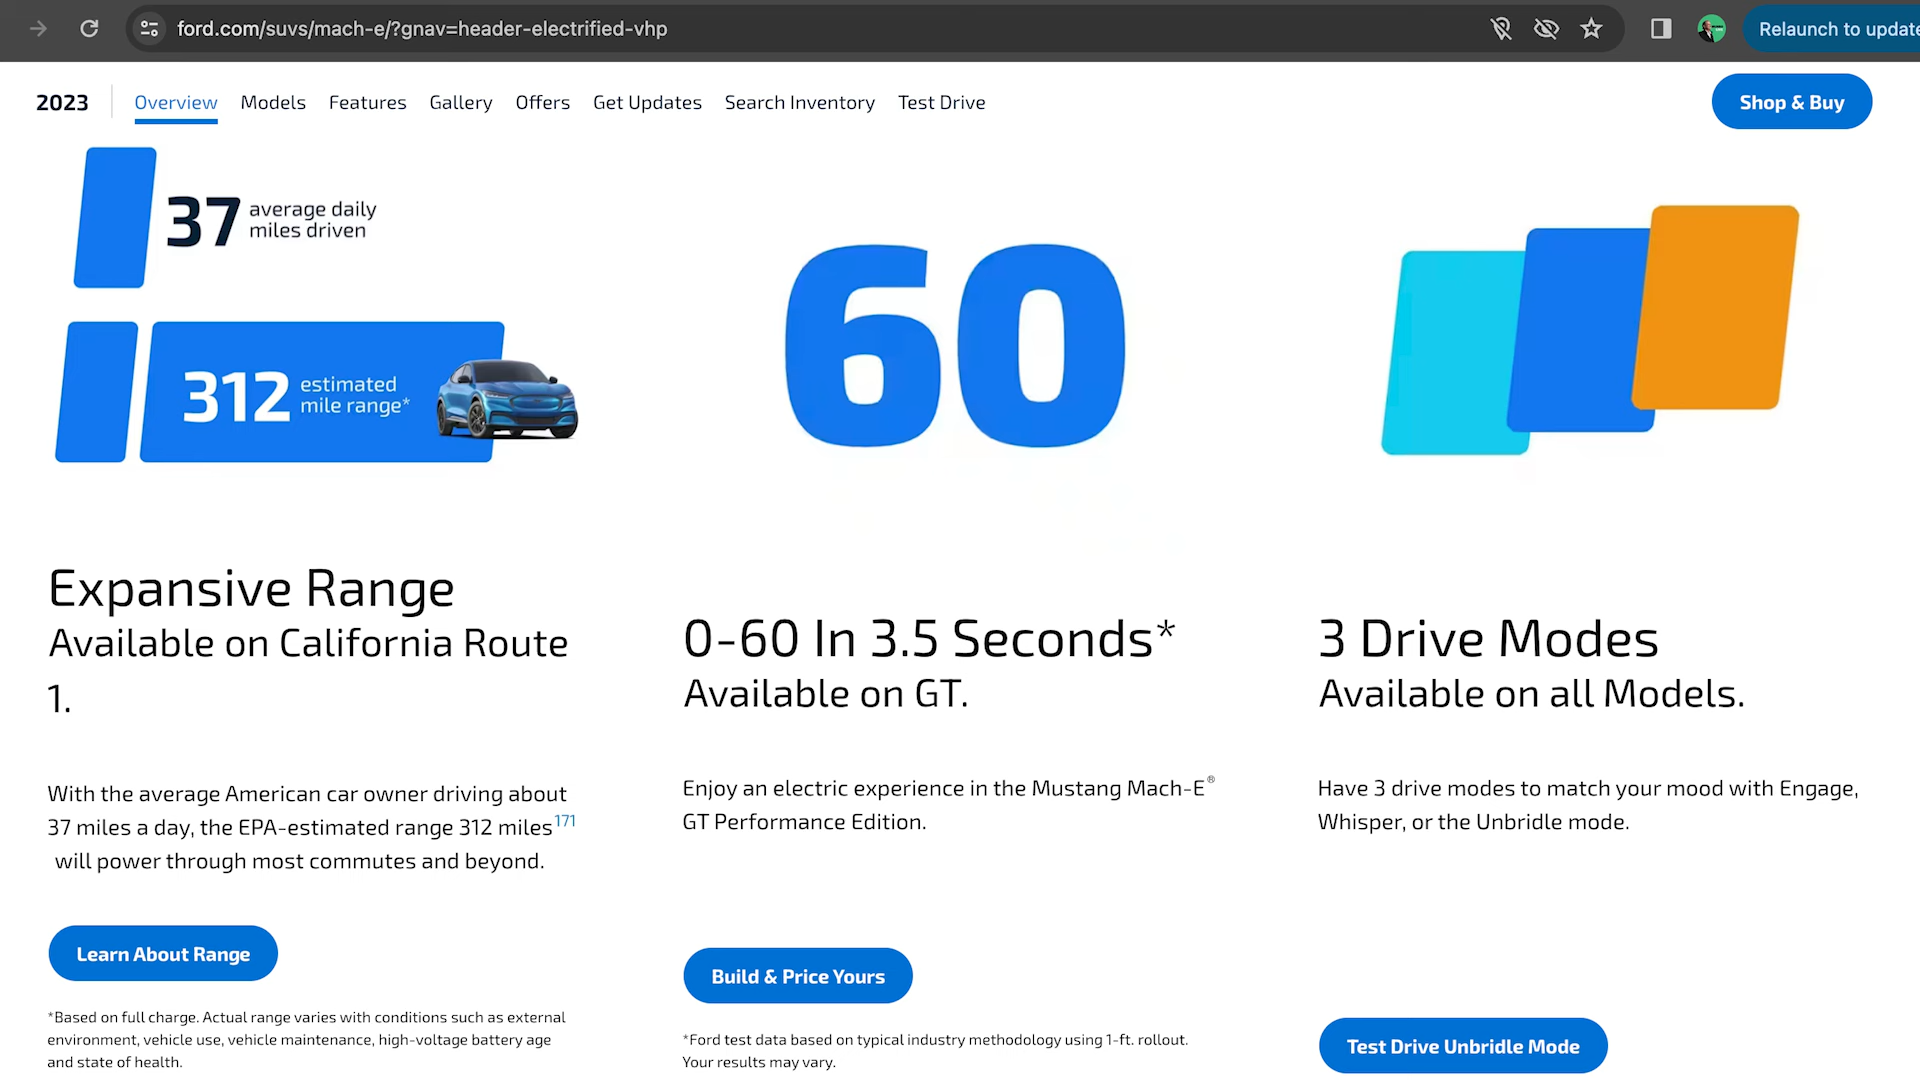 ford.com/suvs/mach-e/?gnav=header-electrified-vhp
Relaunch to update
2023
Overview
Models
Features
Gallery
Offers
Get Updates
Search Inventory
Test Drive
Shop & Buy
37 average daily
miles driven
312 estimated
mile range*
60
Expansive Range
Available on California Route
1.
With the average American car owner driving about
37 miles a day, the EPA-estimated range 312 miles171
will power through most commutes and beyond.
Learn About Range
*Based on full charge. Actual range varies with conditions such as external
environment, vehicle use, vehicle maintenance, high-voltage battery age
and state of health.
0-60 In 3.5 Seconds*
Available on GT.
Enjoy an electric experience in the Mustang Mach-E®
GT Performance Edition.
Build & Price Yours
*Ford test data based on typical industry methodology using 1-ft. rollout.
Your results may vary.
3 Drive Modes
Available on all Models.
Have 3 drive modes to match your mood with Engage,
Whisper, or the Unbridle mode.
Test Drive Unbridle Mode